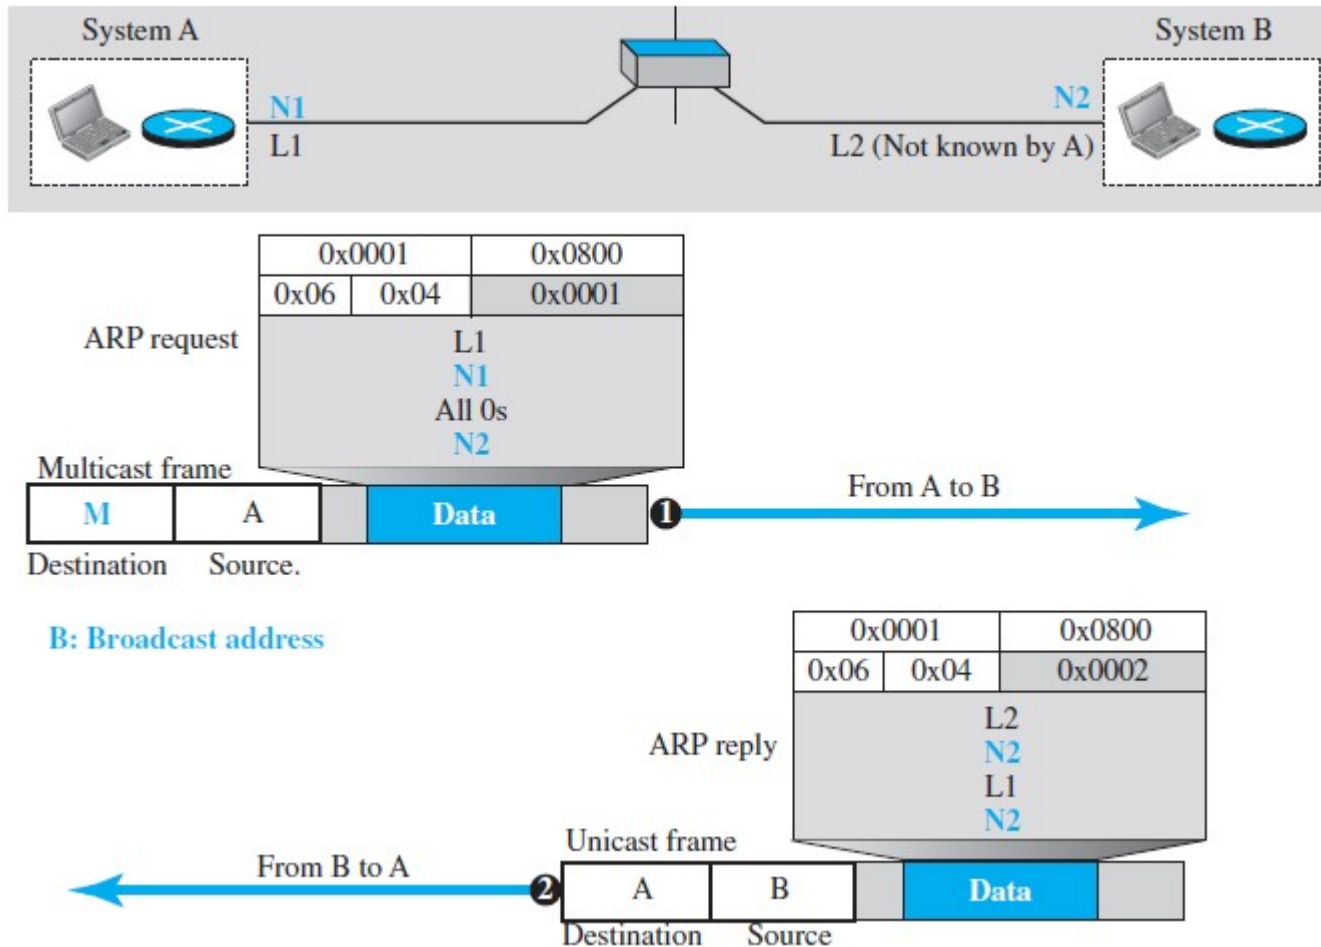 System A
System B
N1
N2
L1
L2 (Not known by A)
0x0001 0x0800
0x06 0x04 0x0001
ARP request
L1
N1
All 0s
N2
Multicast frame
M A Data
1
From A to B
Destination Source.
B: Broadcast address
0x0001 0x0800
0x06 0x04 0x0002
ARP reply
L2
N2
L1
N2
Unicast frame
From B to A
2
A B Data
Destination Source